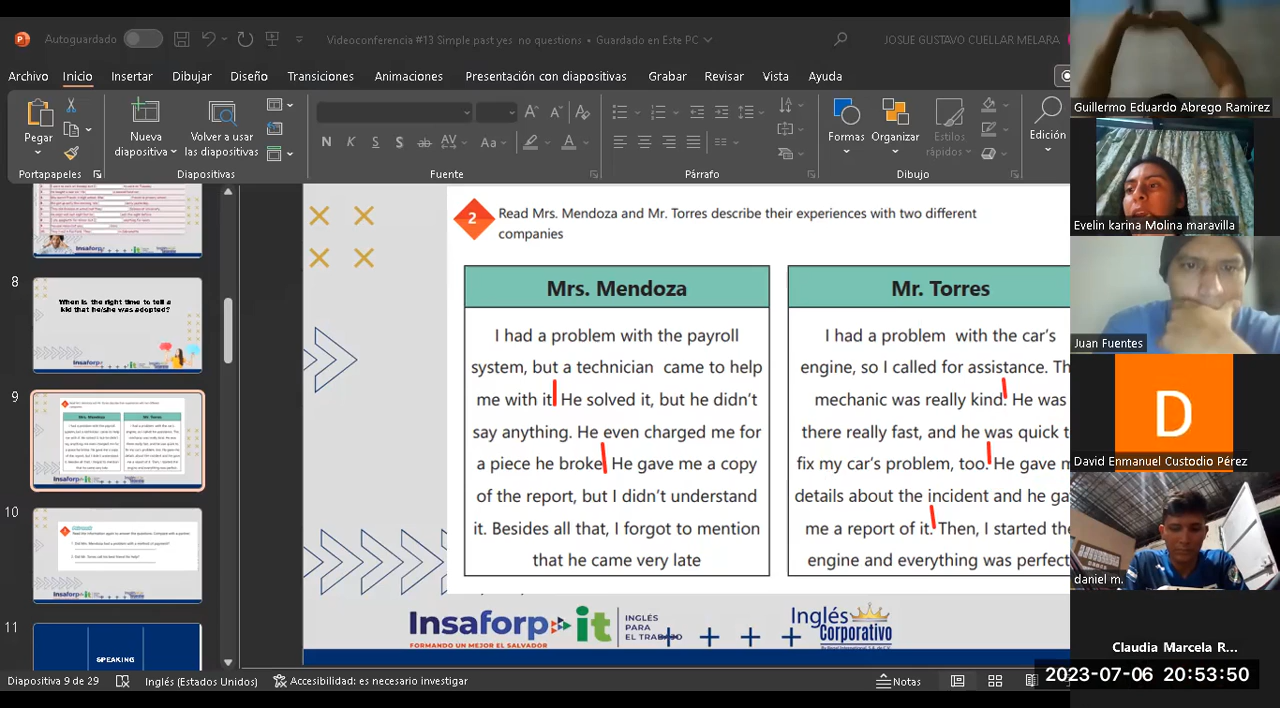 Autoguardado
Videoconferencia #13 Simple past yes no questions • Guardado en Este PC
JOSUE GUSTAVO CUELLAR MELARA
Archivo Inicio Insertar Dibujar Diseño Transiciones Animaciones Presentación con diapositivas Grabar Revisar Vista Ayuda
Pegar
Nueva diapositiva
Volver a usar las diapositivas
N K S S ab AV Aa A
Formas Organizar Estilos rápidos Edición
Portapapeles Diapositivas Fuente Párrafo Dibujo
8
When is the right time to tell a
kid that he/she was adopted?
9
10
11
SPEAKING
2
Read Mrs. Mendoza and Mr. Torres describe their experiences with two different
companies
Mrs. Mendoza
I had a problem with the payroll
system, but a technician came to help
me with it. He solved it, but he didn't
say anything. He even charged me for
a piece he broke. He gave me a copy
of the report, but I didn't understand
it. Besides all that, I forgot to mention
that he came very late
Mr. Torres
I had a problem with the car's
engine, so I called for assistance. Th
mechanic was really kind. He was
really fast, and he was quick t
fix my car's problem, too. He gave m
details about the incident and he ga
me a report of it. Then, I started the
engine and everything was perfect
Insaforp it
FORMANDO UN MEJOR EL SALVADOR
INGLÉS
PARA
EL TRABAJO
Inglés
Corporativo
Diapositiva 9 de 29
Inglés (Estados Unidos)
Accesibilidad: es necesario investigar
Notas
Guillermo Eduardo Abrego Ramirez
Evelin karina Molina maravilla
Juan Fuentes
D
David Enmanuel Custodio Pérez
daniel m.
Claudia Marcela R...
2023-07-06 20:53:50